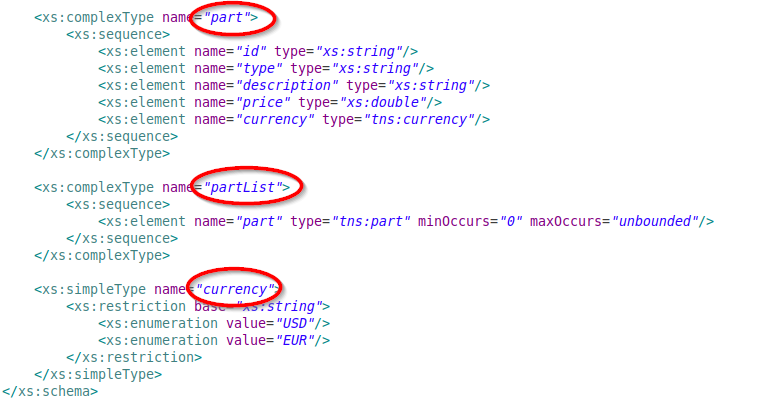 <xs:complexType name="part">
<xs:sequence>
<xs:element name="id" type="xs:string"/>
<xs:element name="type" type="xs:string"/>
<xs:element name="description" type="xs:string"/>
<xs:element name="price" type="xs:double"/>
<xs:element name="currency" type="tns:currency"/>
</xs:sequence>
</xs:complexType>
<xs:complexType name="partList">
<xs:sequence>
<xs:element name="part" type="tns:part" minOccurs="0" maxOccurs="unbounded"/>
</xs:sequence>
</xs:complexType>
<xs:simpleType name="currency">
<xs:restriction base="xs:string">
<xs:enumeration value="USD"/>
<xs:enumeration value="EUR"/>
</xs:restriction>
</xs:simpleType>
</xs:schema>